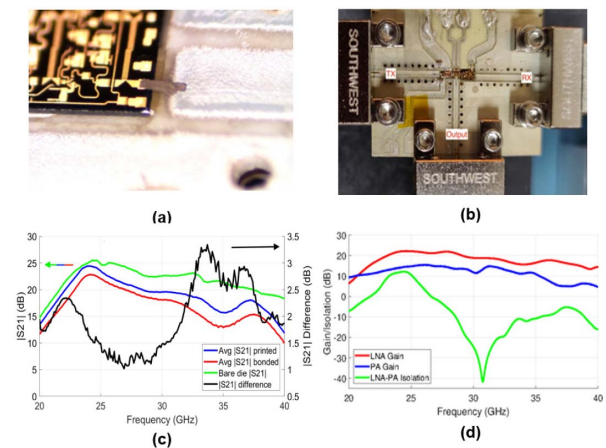 SOUTHWEST
TX
RX
Output
SOUTHWEST
(a)
(b)
30
25
20
15
10
5
0
|S21| (dB)
3.5
3
2.5
2
1.5
1
0.5
|S21| Difference (dB)
Avg |S21| printed
Avg |S21| bonded
Bare die |S21|
|S21| difference
20
25
30
35
40
Frequency (GHz)
(c)
30
20
10
0
-10
-20
-30
-40
Gain/Isolation (dB)
LNA Gain
PA Gain
LNA-PA Isolation
20
25
30
35
40
Frequency (GHz)
(d)